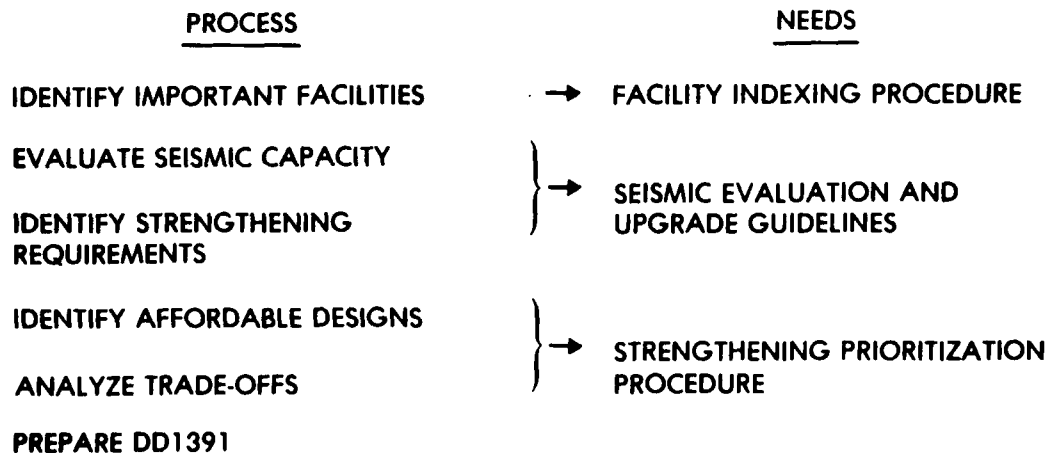 PROCESS
NEEDS
IDENTIFY IMPORTANT FACILITIES → FACILITY INDEXING PROCEDURE
EVALUATE SEISMIC CAPACITY
IDENTIFY STRENGTHENING
REQUIREMENTS
SEISMIC EVALUATION AND
UPGRADE GUIDELINES
IDENTIFY AFFORDABLE DESIGNS
ANALYZE TRADE-OFFS
STRENGTHENING PRIORITIZATION
PROCEDURE
PREPARE DD1391